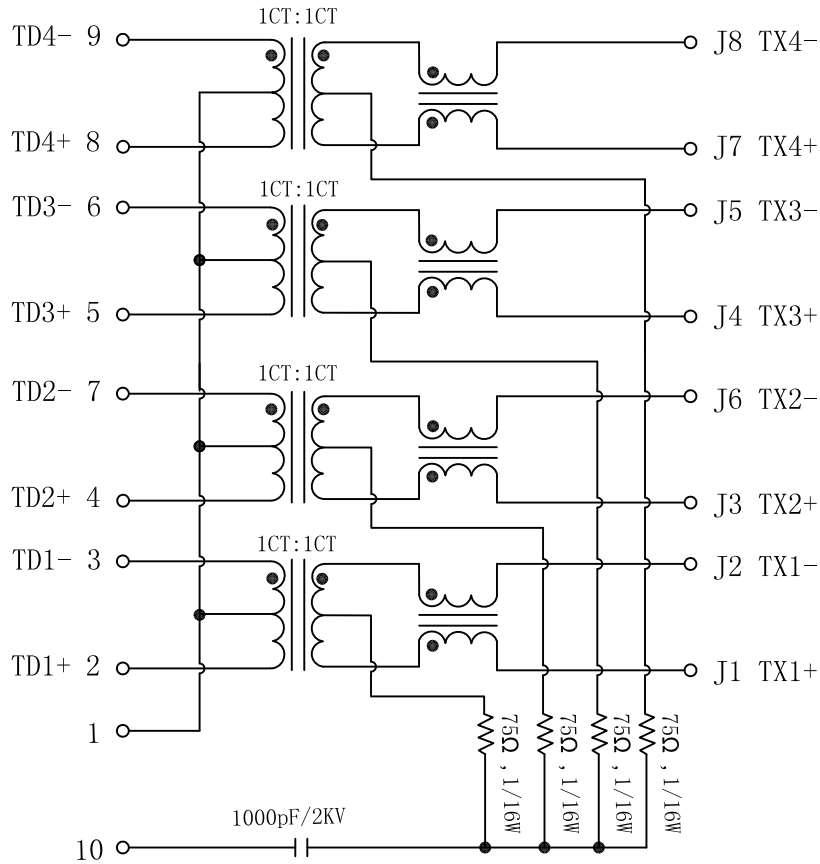 1CT:1CT
TD4- 9
J8 TX4-
TD4+ 8
J7 TX4+
1CT:1CT
TD3- 6
J5 TX3-
TD3+ 5
J4 TX3+
1CT:1CT
TD2- 7
J6 TX2-
TD2+ 4
J3 TX2+
1CT:1CT
TD1- 3
J2 TX1-
TD1+ 2
J1 TX1+
1
75Ω ,1/16W
75Ω ,1/16W
75Ω ,1/16W
75Ω ,1/16W
1000pF/2KV
10